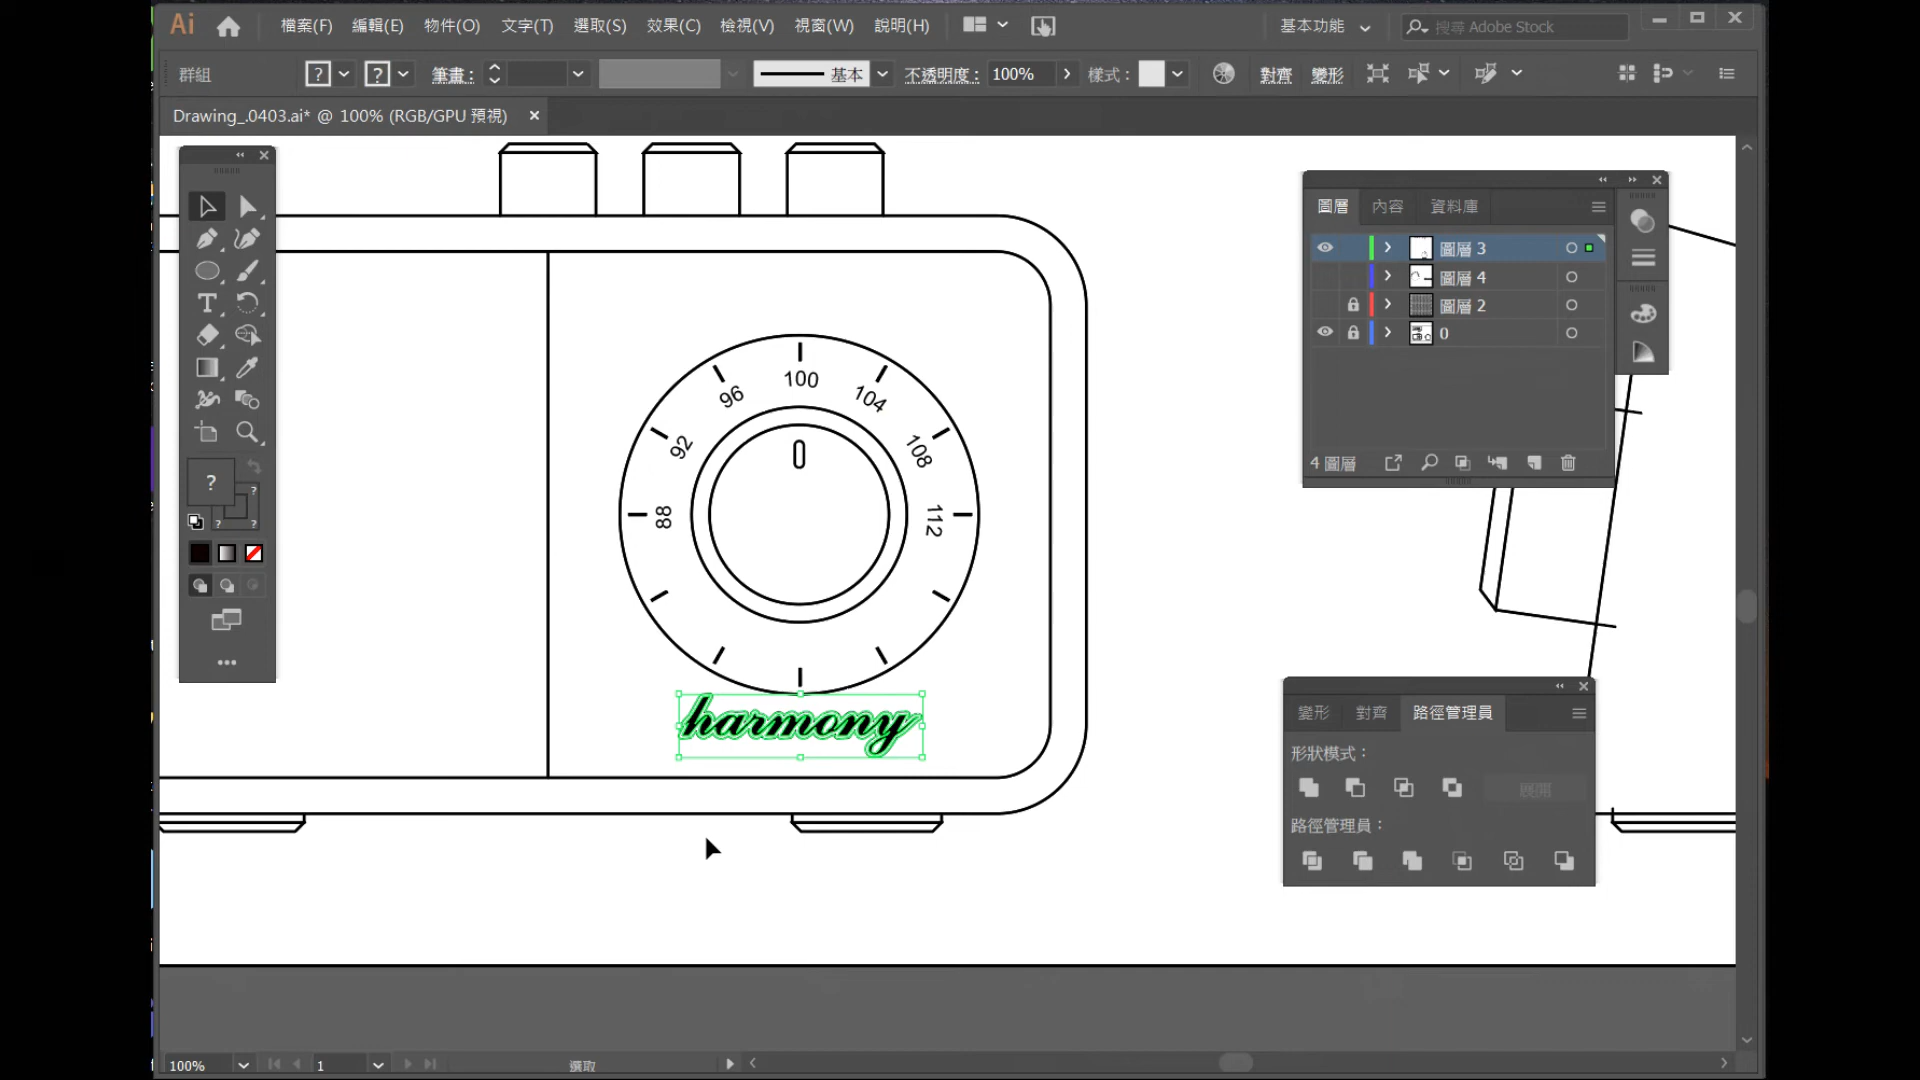 Ai 檔案(F) 編輯(E) 物件(O) 文字(T) 選取(S) 效果(C) 檢視(V) 視窗(W) 說明(H) 基本功能 搜尋 Adobe Stock
群組 ? ? 筆畫： 基本 不透明度： 100% 樣式： 對齊 變形
Drawing_.0403.ai* @ 100% (RGB/GPU 預視)
圖層 內容 資料庫
圖層 3
圖層 4
圖層 2
0
4 圖層
88
92
96
100
104
108
112
0
harmony
?
?
?
?
變形 對齊 路徑管理員
形狀模式：
展開
路徑管理員：
100% 1 選取